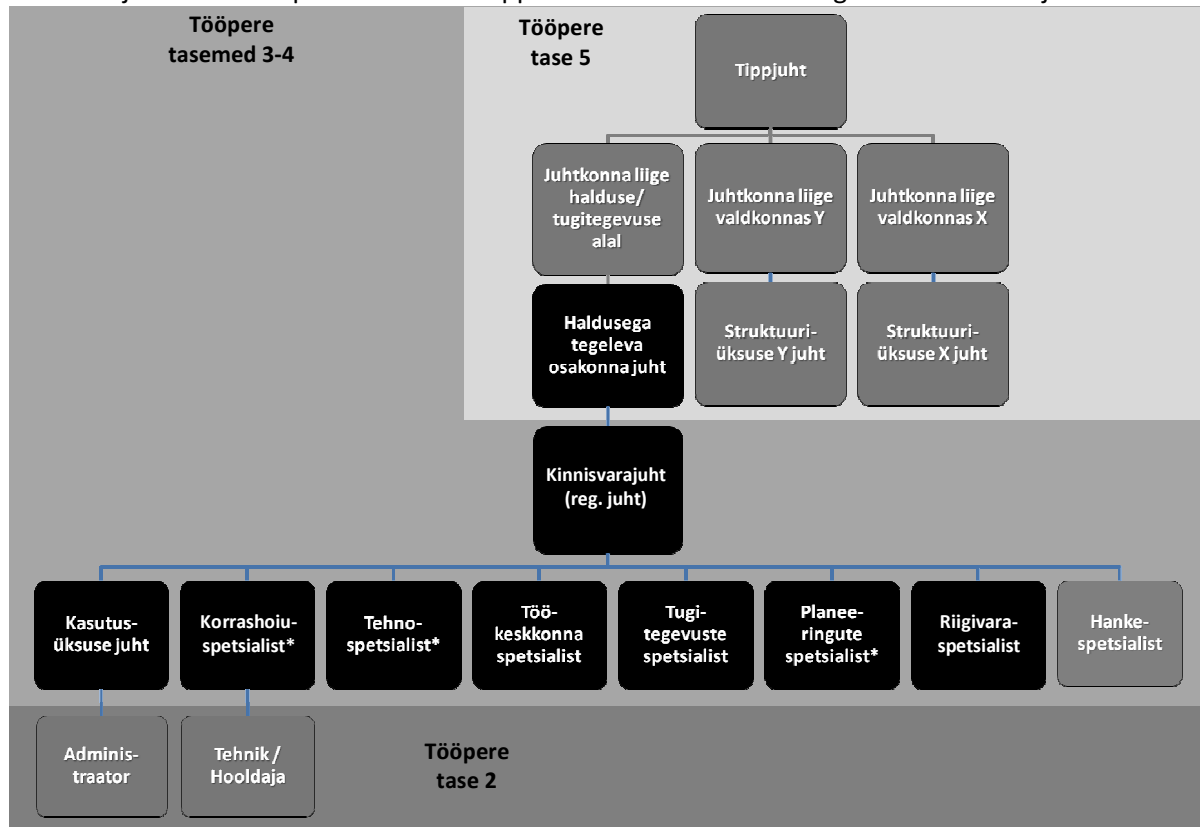 Tööpere
tasemed 3-4
Tööpere
tase 5
Tippjuht
Juhtkonna liige
halduse/
tugitegevuse
alal
Juhtkonna liige
valdkonnas Y
Juhtkonna liige
valdkonnas X
Haldusega
tegeleva
osakonna juht
Struktuuri-
üksuse Y juht
Struktuuri-
üksuse X juht
Kinnisvarajuht
(reg. juht)
Kasutus-
üksuse juht
Korrashoiu-
spetsialist*
Tehno-
spetsialist*
Töö-
keskkonna
spetsialist
Tugi-
tegevuste
spetsialist
Planee-
ringute
spetsialist*
Riigivara-
spetsialist
Hanke-
spetsialist
Adminis-
traator
Tehnik /
Hooldaja
Tööpere
tase 2